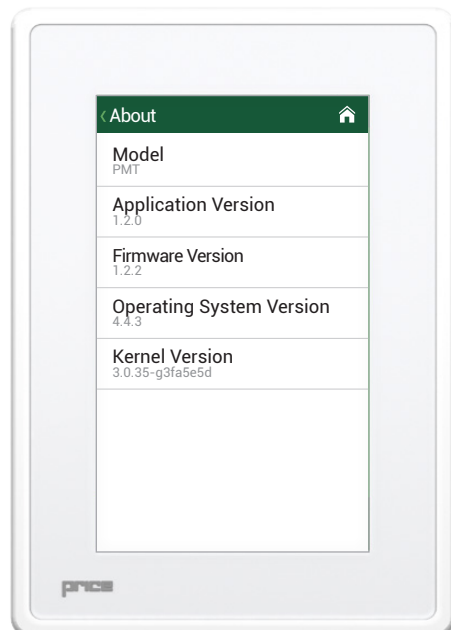 About
Model
PMT
Application Version
1.2.0
Firmware Version
1.2.2
Operating System Version
4.4.3
Kernel Version
3.0.35-g3fa5e5d
price